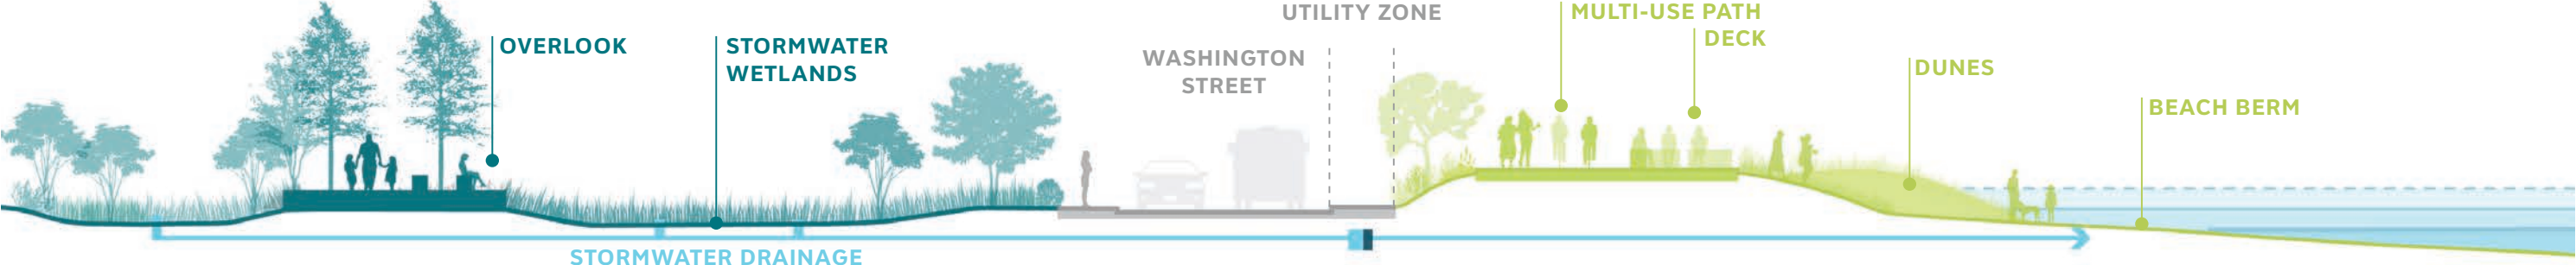 OVERLOOK
STORMWATER
WETLANDS
STORMWATER DRAINAGE
WASHINGTON
STREET
UTILITY ZONE
MULTI-USE PATH
DECK
DUNES
BEACH BERM